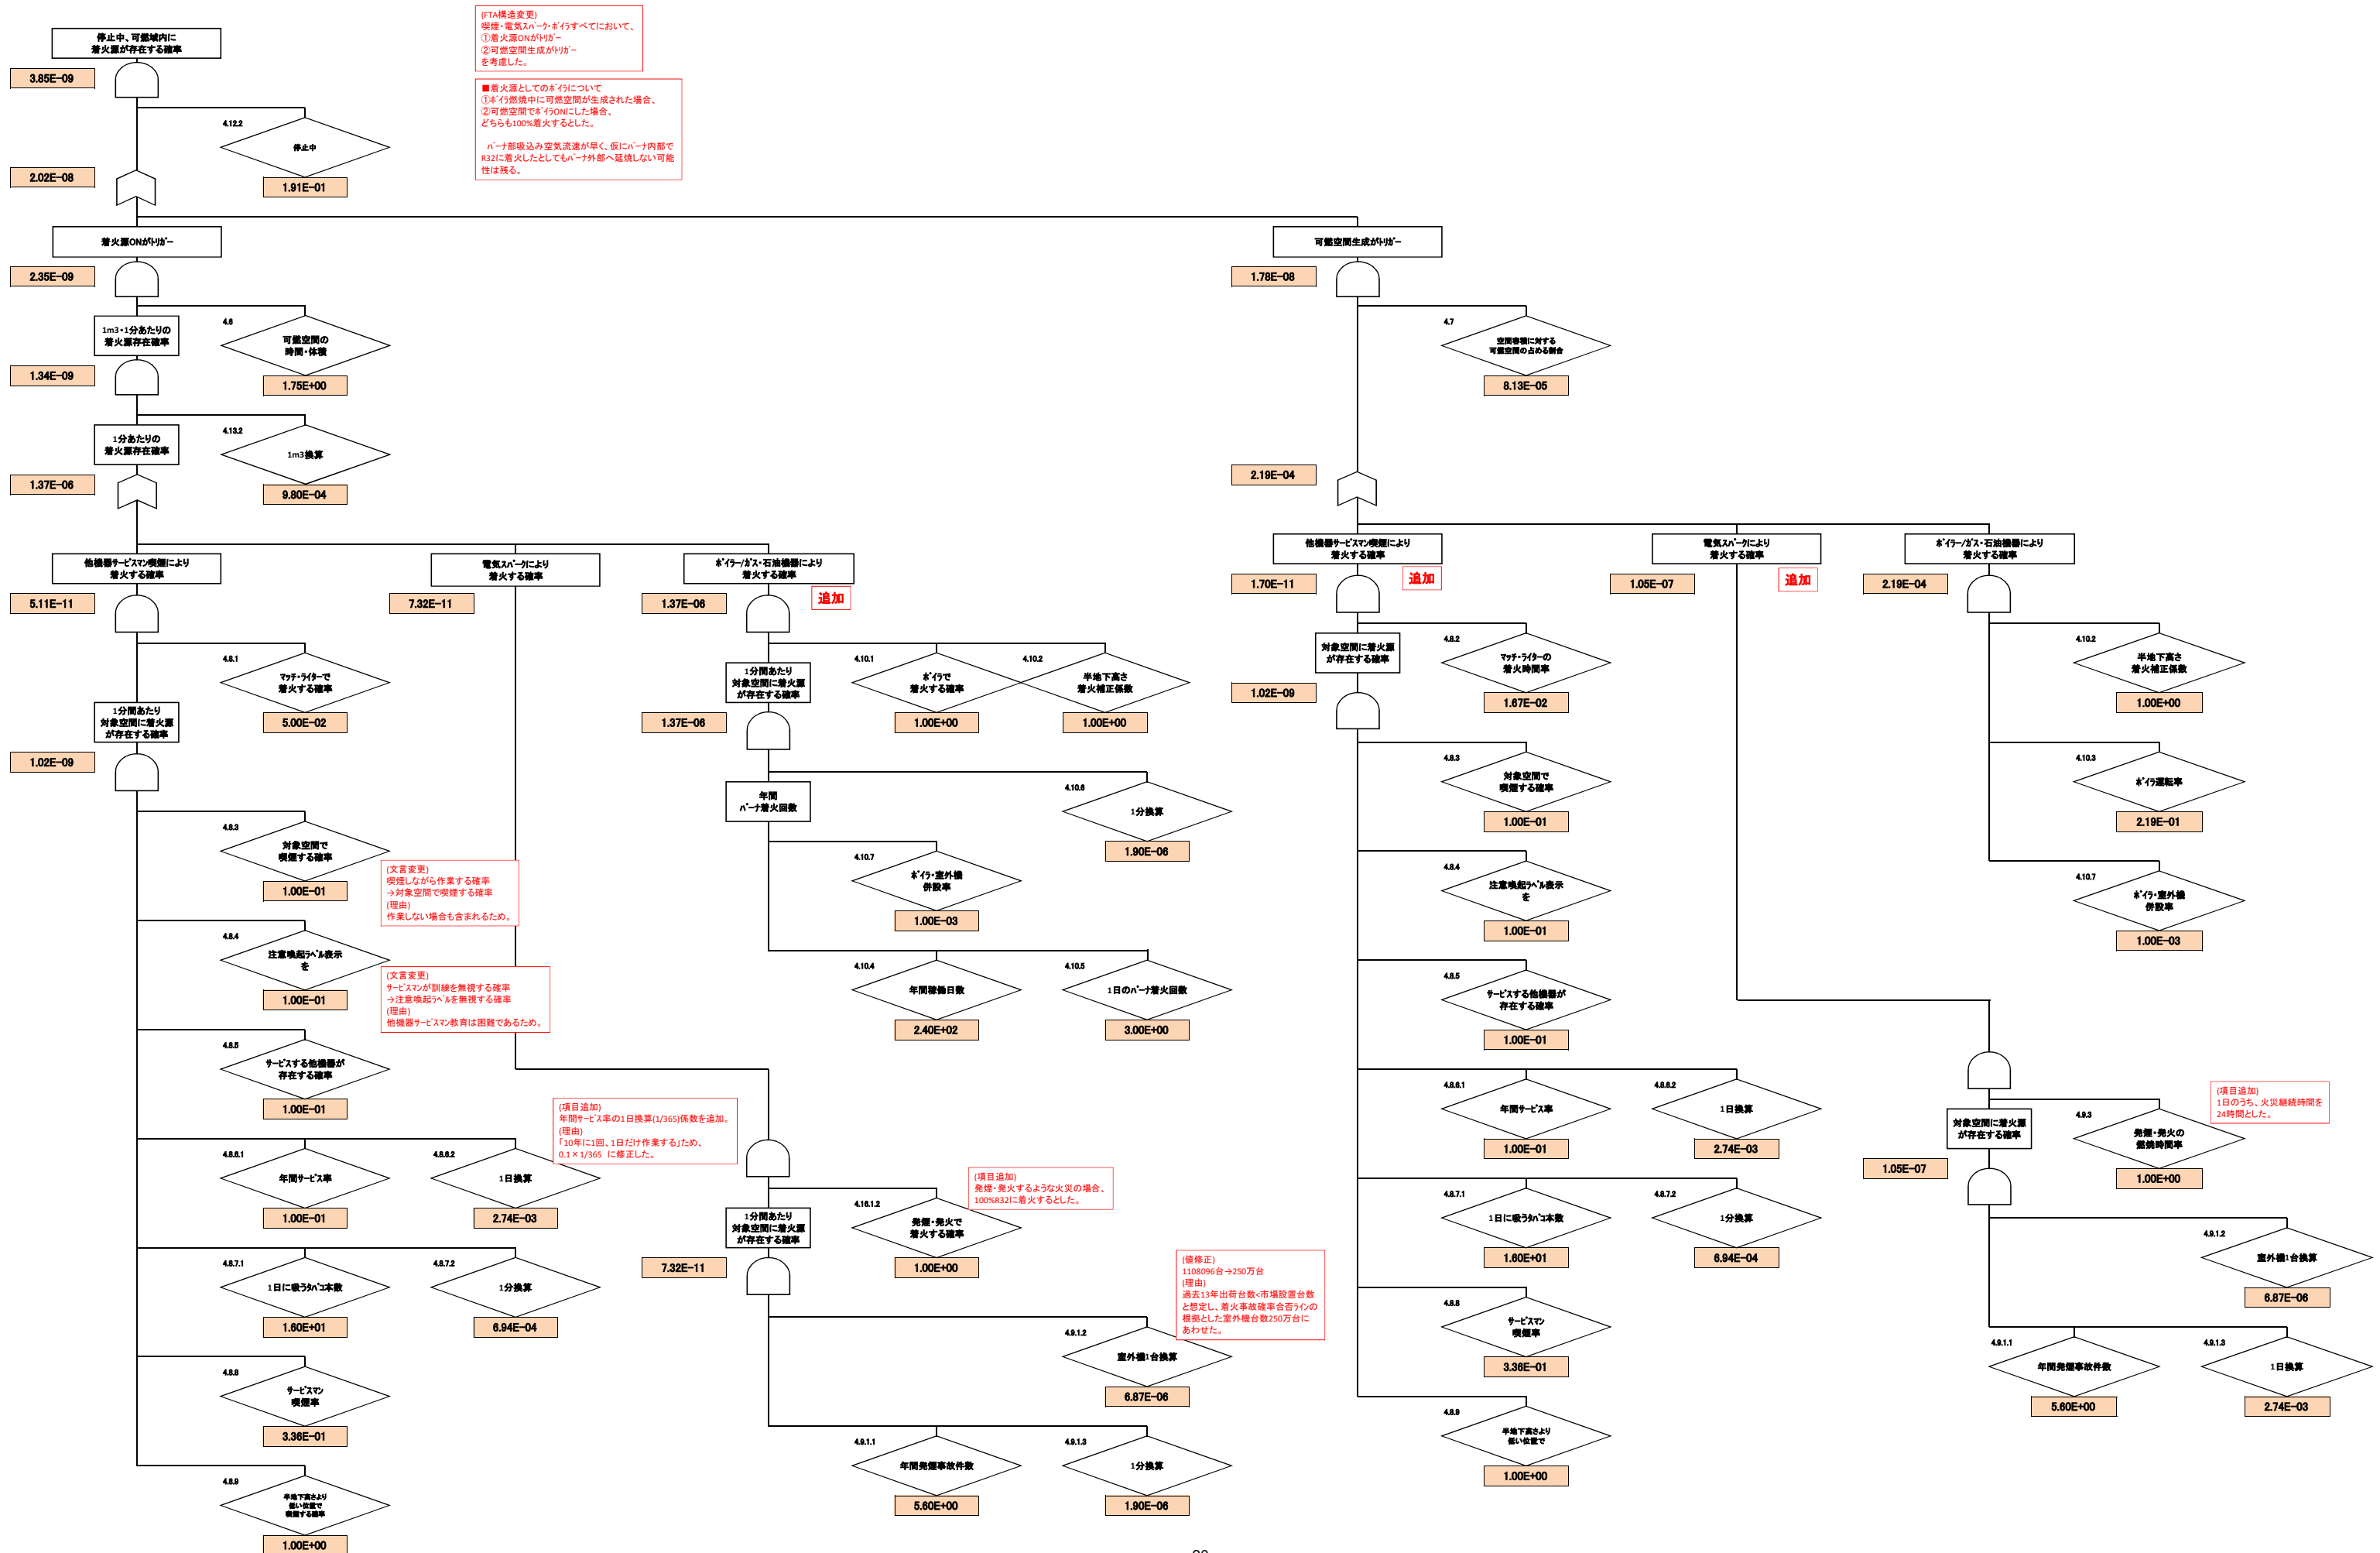 停止中、可燃域内に
着火源が存在する確率
3.85E-09
4.12.2
停止中
1.91E-01
2.02E-08
(FTA構造変更)
喫煙・電気ｽﾊﾟｰｸ・ﾎﾞｲﾗすべてにおいて、
①着火源ONがﾄﾘｶﾞｰ
②可燃空間生成がﾄﾘｶﾞｰ
を考慮した。
■着火源としてのﾎﾞｲﾗについて
①ﾎﾞｲﾗ燃焼中に可燃空間が生成された場合、
②可燃空間でﾎﾞｲﾗONにした場合、
どちらも100%着火するとした。
ﾊﾞｰﾅ部吸込み空気流速が早く、仮にﾊﾞｰﾅ内部で
R32に着火したとしてもﾊﾞｰﾅ外部へ延焼しない可能
性は残る。
着火源ONがﾄﾘｶﾞｰ
2.35E-09
1m3・1分あたりの
着火源存在確率
4.6
可燃空間の
時間・体積
1.75E+00
1.34E-09
1分あたりの
着火源存在確率
4.13.2
1m3換算
9.80E-04
1.37E-06
可燃空間生成がﾄﾘｶﾞｰ
1.78E-08
4.7
空間容積に対する
可燃空間の占める割合
8.13E-05
2.19E-04
他機器ｻｰﾋﾞｽﾏﾝ喫煙により
着火する確率
5.11E-11
4.8.1
ﾏｯﾁ・ﾗｲﾀｰで
着火する確率
5.00E-02
1分間あたり
対象空間に着火源
が存在する確率
1.02E-09
4.8.3
対象空間で
喫煙する確率
1.00E-01
(文言変更)
喫煙しながら作業する確率
→対象空間で喫煙する確率
(理由)
作業しない場合も含まれるため。
4.8.4
注意喚起ﾗﾍﾞﾙ表示
を
1.00E-01
(文言変更)
ｻｰﾋﾞｽﾏﾝが訓練を無視する確率
→注意喚起ﾗﾍﾞﾙを無視する確率
(理由)
他機器ｻｰﾋﾞｽﾏﾝ教育は困難であるため。
4.8.5
ｻｰﾋﾞｽする他機器が
存在する確率
1.00E-01
4.8.6.1
年間ｻｰﾋﾞｽ率
1.00E-01
4.8.6.2
1日換算
2.74E-03
(項目追加)
年間ｻｰﾋﾞｽ率の1日換算(1/365)係数を追加。
(理由)
「10年に1回、1日だけ作業する」ため、
0.1×1/365 に修正した。
4.8.7.1
1日に吸うﾀﾊﾞｺ本数
1.60E+01
4.8.7.2
1分換算
6.94E-04
4.8.8
ｻｰﾋﾞｽﾏﾝ
喫煙率
3.36E-01
4.8.9
半地下高さより
低い位置で
喫煙する確率
1.00E+00
電気ｽﾊﾟｰｸにより
着火する確率
7.32E-11
1分間あたり
対象空間に着火源
が存在する確率
7.32E-11
4.16.1.2
発煙・発火で
着火する確率
1.00E+00
(項目追加)
発煙・発火するような火災の場合、
100%R32に着火するとした。
4.9.1.2
室外機1台換算
6.87E-06
(値修正)
1108096台→250万台
(理由)
過去13年出荷台数<市場設置台数
と想定し、着火事故確率合否ﾗｲﾝの
根拠とした室外機台数250万台に
あわせた。
4.9.1.1
年間発煙事故件数
5.60E+00
4.9.1.3
1分換算
1.90E-06
ﾎﾞｲﾗｰ/ｶﾞｽ・石油機器により
着火する確率
追加
1.37E-06
1分間あたり
対象空間に着火源
が存在する確率
4.10.1
ﾎﾞｲﾗで
着火する確率
1.00E+00
4.10.2
半地下高さ
着火補正係数
1.00E+00
1.37E-06
年間
ﾊﾞｰﾅ着火回数
4.10.6
1分換算
1.90E-06
4.10.7
ﾎﾞｲﾗ・室外機
併設率
1.00E-03
4.10.4
年間稼働日数
2.40E+02
4.10.5
1日のﾊﾞｰﾅ着火回数
3.00E+00
他機器ｻｰﾋﾞｽﾏﾝ喫煙により
着火する確率
追加
1.70E-11
対象空間に着火源
が存在する確率
4.8.2
ﾏｯﾁ・ﾗｲﾀｰの
着火時間率
1.67E-02
1.02E-09
4.8.3
対象空間で
喫煙する確率
1.00E-01
4.8.4
注意喚起ﾗﾍﾞﾙ表示
を
1.00E-01
4.8.5
ｻｰﾋﾞｽする他機器が
存在する確率
1.00E-01
4.8.6.1
年間ｻｰﾋﾞｽ率
1.00E-01
4.8.6.2
1日換算
2.74E-03
4.8.7.1
1日に吸うﾀﾊﾞｺ本数
1.60E+01
4.8.7.2
1分換算
6.94E-04
4.8.8
ｻｰﾋﾞｽﾏﾝ
喫煙率
3.36E-01
4.8.9
半地下高さより
低い位置で
1.00E+00
電気ｽﾊﾟｰｸにより
着火する確率
追加
1.05E-07
対象空間に着火源
が存在する確率
4.9.3
発煙・発火の
燃焼時間率
1.00E+00
(項目追加)
1日のうち、火災継続時間を
24時間とした。
1.05E-07
4.9.1.2
室外機1台換算
6.87E-06
4.9.1.1
年間発煙事故件数
5.60E+00
4.9.1.3
1日換算
2.74E-03
ﾎﾞｲﾗｰ/ｶﾞｽ・石油機器により
着火する確率
2.19E-04
4.10.2
半地下高さ
着火補正係数
1.00E+00
4.10.3
ﾎﾞｲﾗ運転率
2.19E-01
4.10.7
ﾎﾞｲﾗ・室外機
併設率
1.00E-03